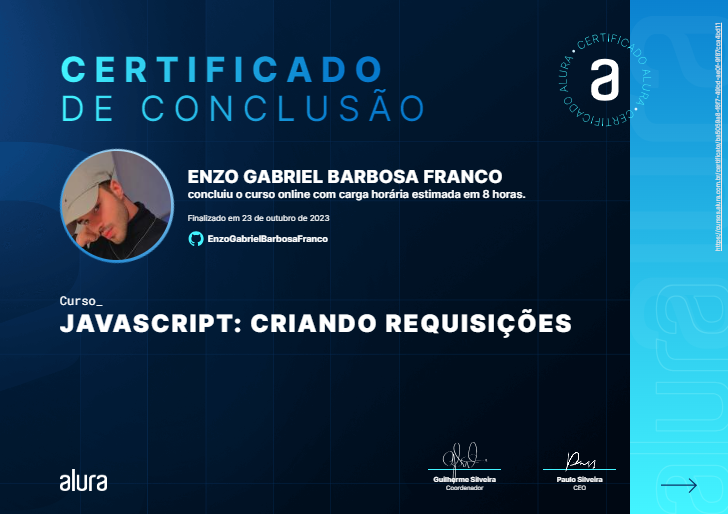 CERTIFICADO
DE CONCLUSÃO
• CERTIFICADO ALURA • CERTIFICADO ALURA
a
ENZO GABRIEL BARBOSA FRANCO
concluiu o curso online com carga horária estimada em 8 horas.
Finalizado em 23 de outubro de 2023
EnzoGabrielBarbosaFranco
Curso_
JAVASCRIPT: CRIANDO REQUISIÇÕES
alura
Guilherme Silveira
Coordenador
Paulo Silveira
CEO
alura